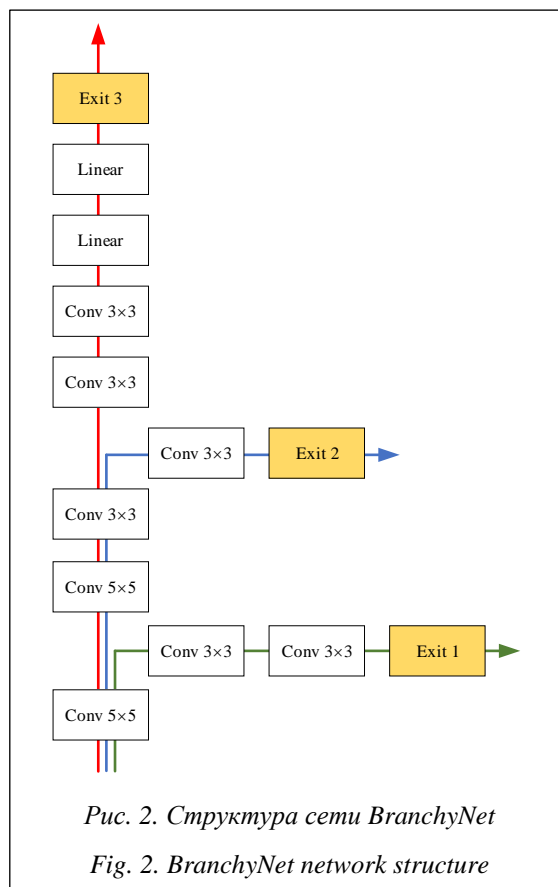 Exit 3
Linear
Linear
Conv 3×3
Conv 3×3
Conv 3×3
Exit 2
Conv 3×3
Conv 5×5
Conv 3×3
Conv 3×3
Exit 1
Conv 5×5
Рис. 2. Структура сети BranchyNet
Fig. 2. BranchyNet network structure